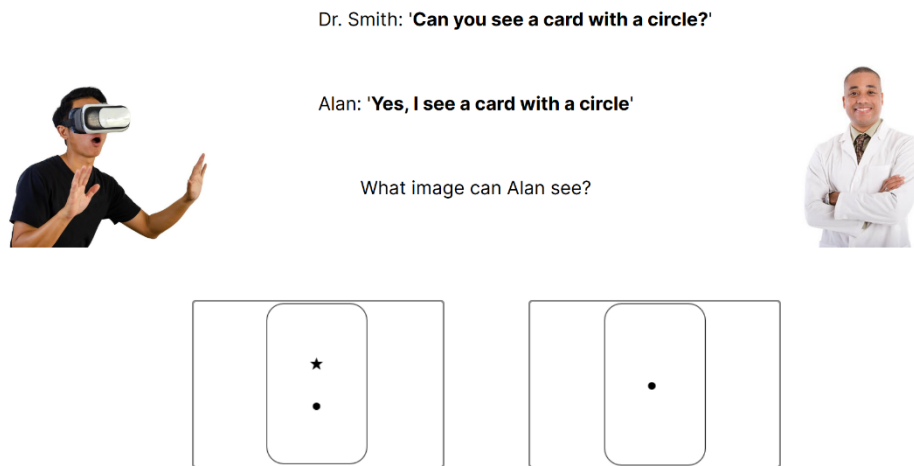 Dr. Smith: 'Can you see a card with a circle?'
Alan: 'Yes, I see a card with a circle'
What image can Alan see?